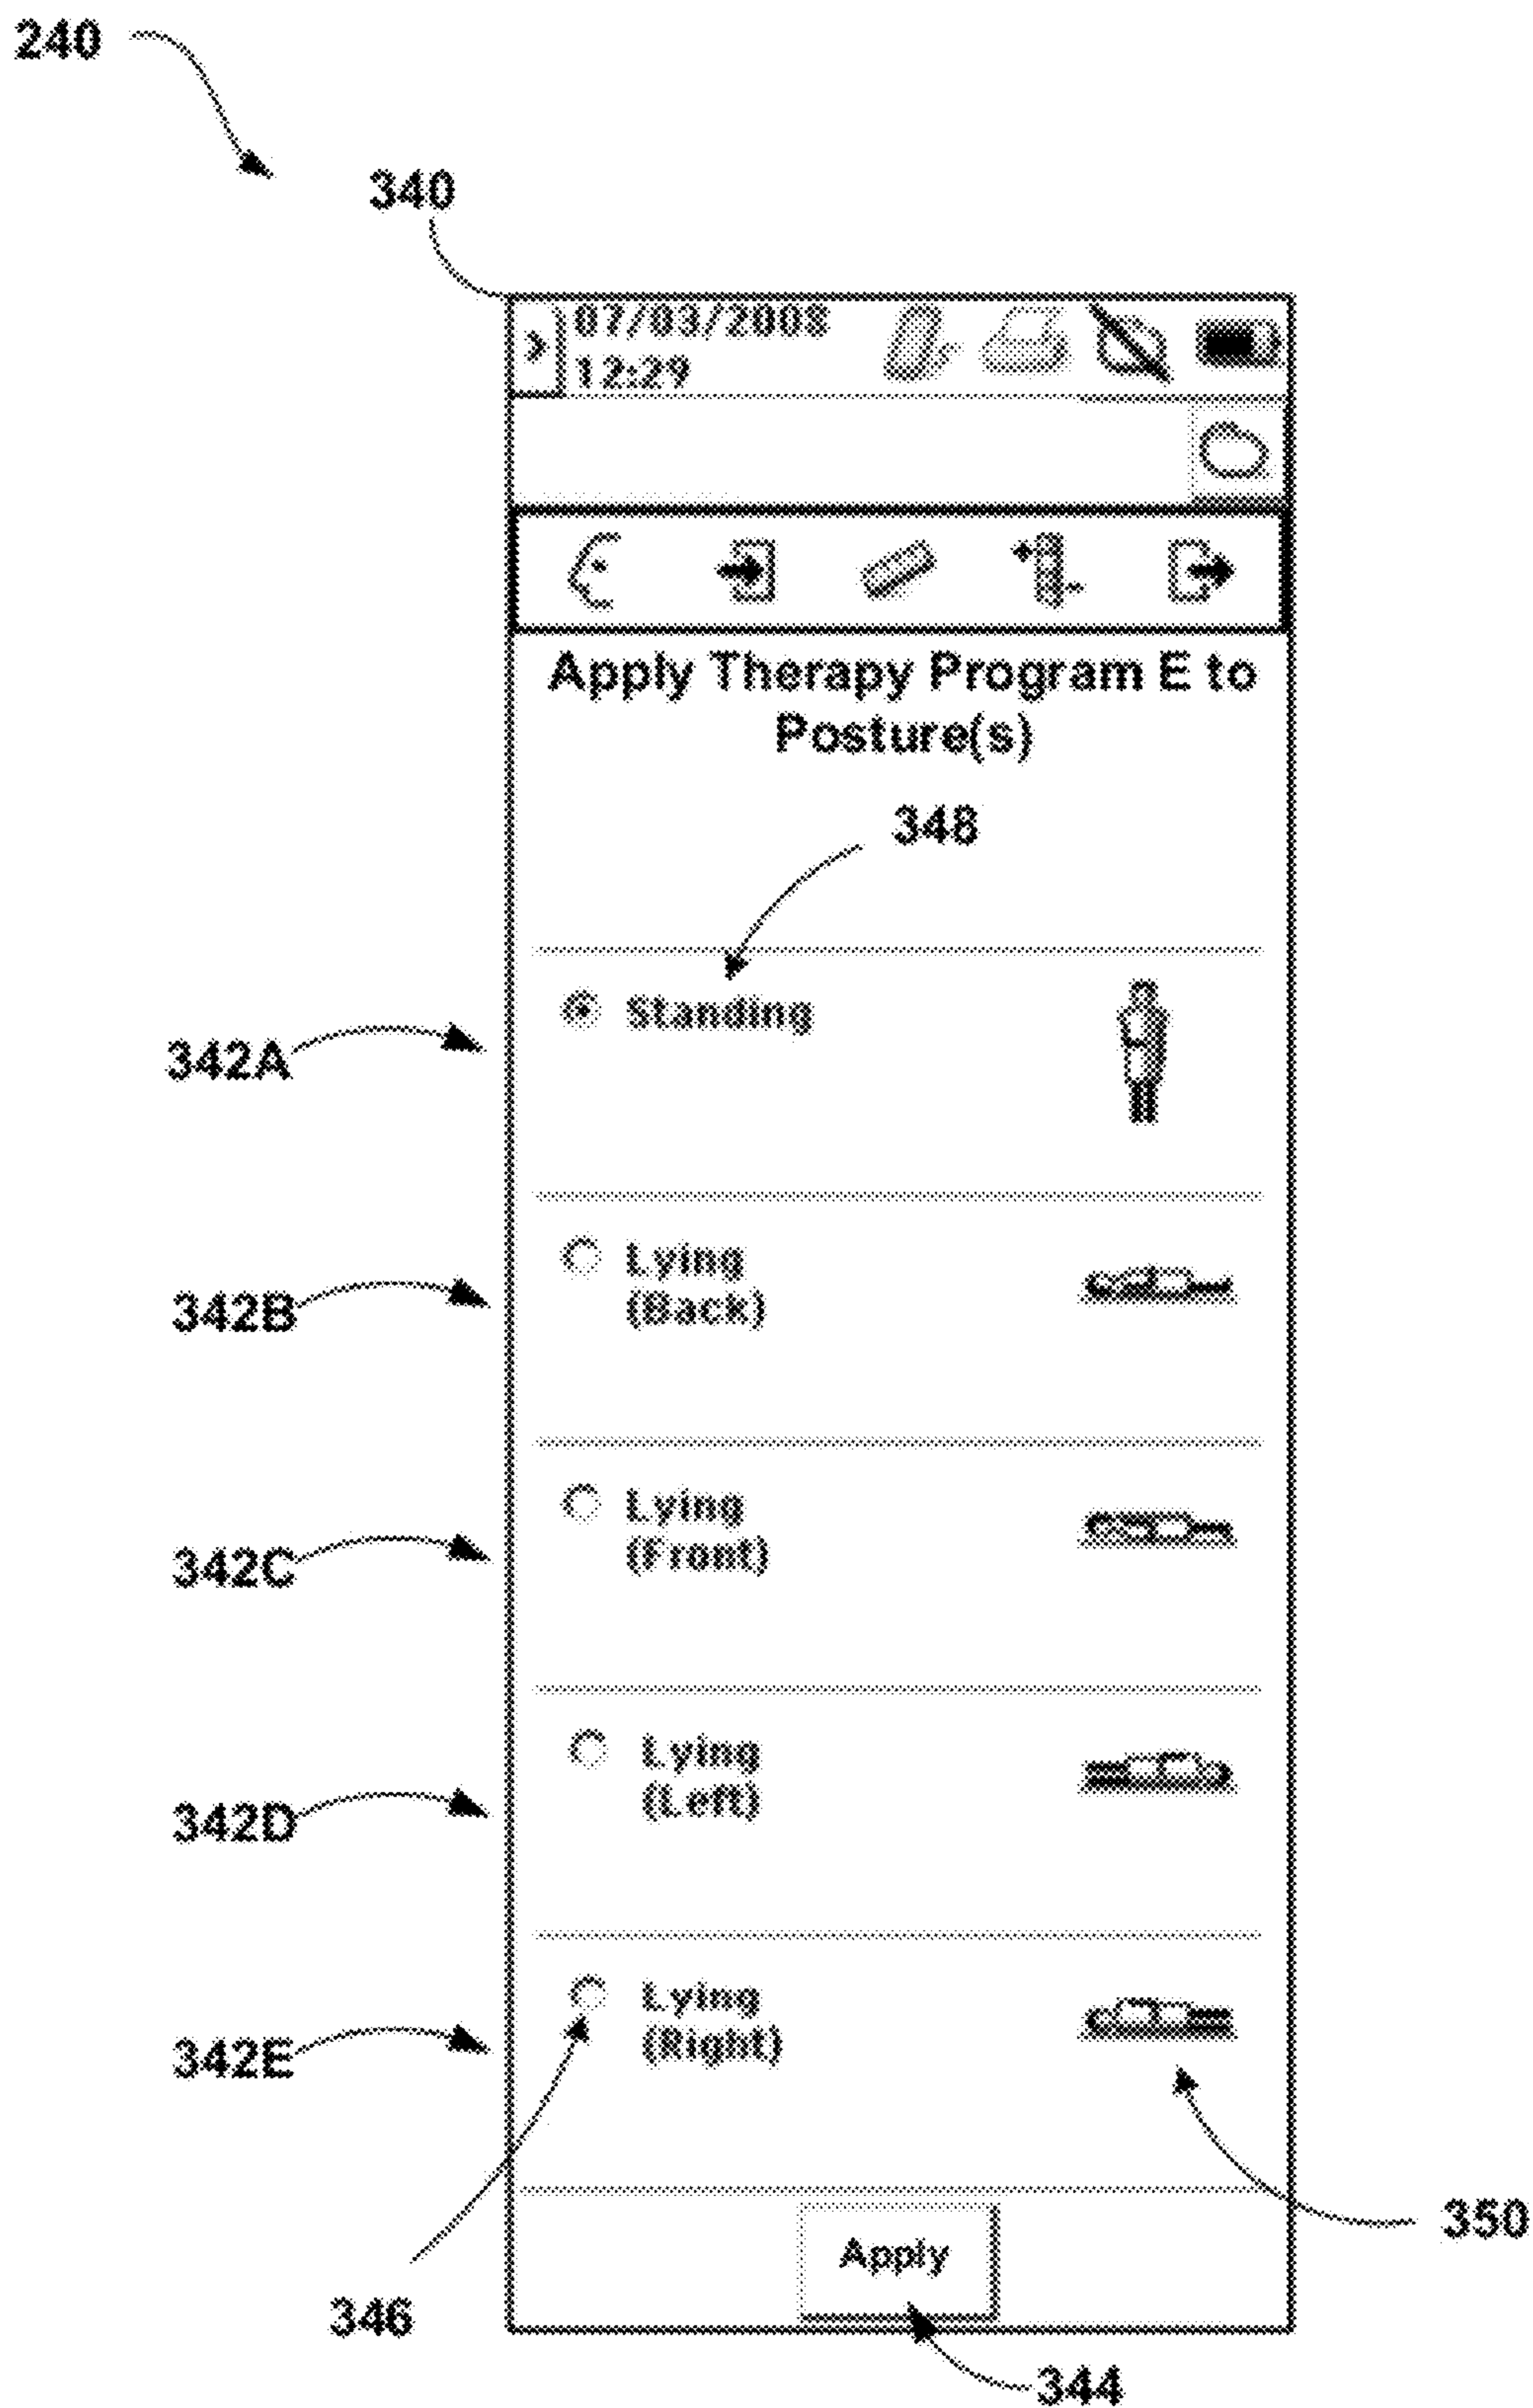 240
340
> 07/03/2008
12:29
Apply Therapy Program E to
Posture(s)
348
342A
Standing
342B
Lying
(Back)
342C
Lying
(Front)
342D
Lying
(Left)
342E
Lying
(Right)
346
350
Apply
344